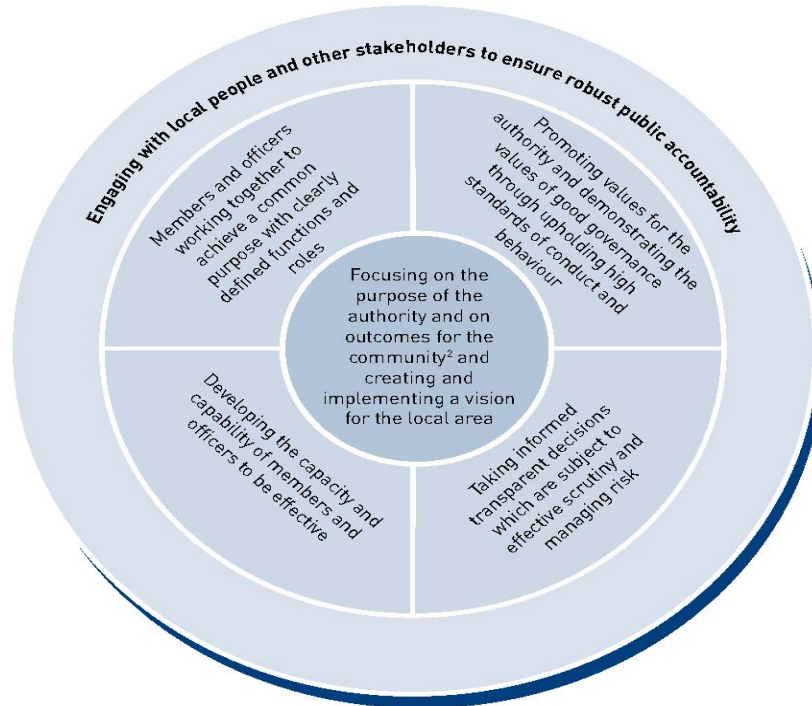 Engaging with local people and other stakeholders to ensure robust public accountability
Members and officers
working together to
achieve a common
purpose with clearly
defined functions and
roles
Promoting values for the
authority and demonstrating the
values of good governance
through upholding high
standards of conduct and
behaviour
Focusing on the
purpose of the
authority and on
outcomes for the
community² and
creating and
implementing a vision
for the local area
Developing the capacity and
capability of members and
officers to be effective
Taking informed
transparent decisions
which are subject to
effective scrutiny and
managing risk